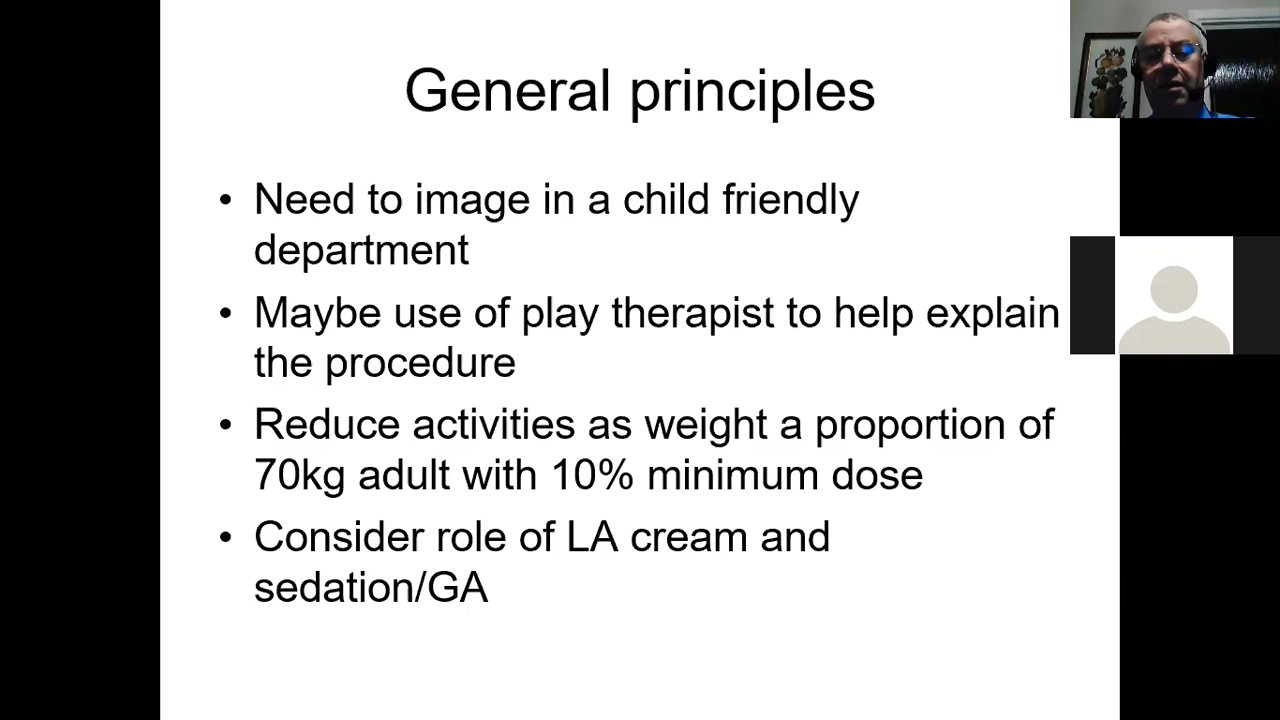 General principles
• Need to image in a child friendly
department
• Maybe use of play therapist to help explain
the procedure
• Reduce activities as weight a proportion of
70kg adult with 10% minimum dose
• Consider role of LA cream and
sedation/GA